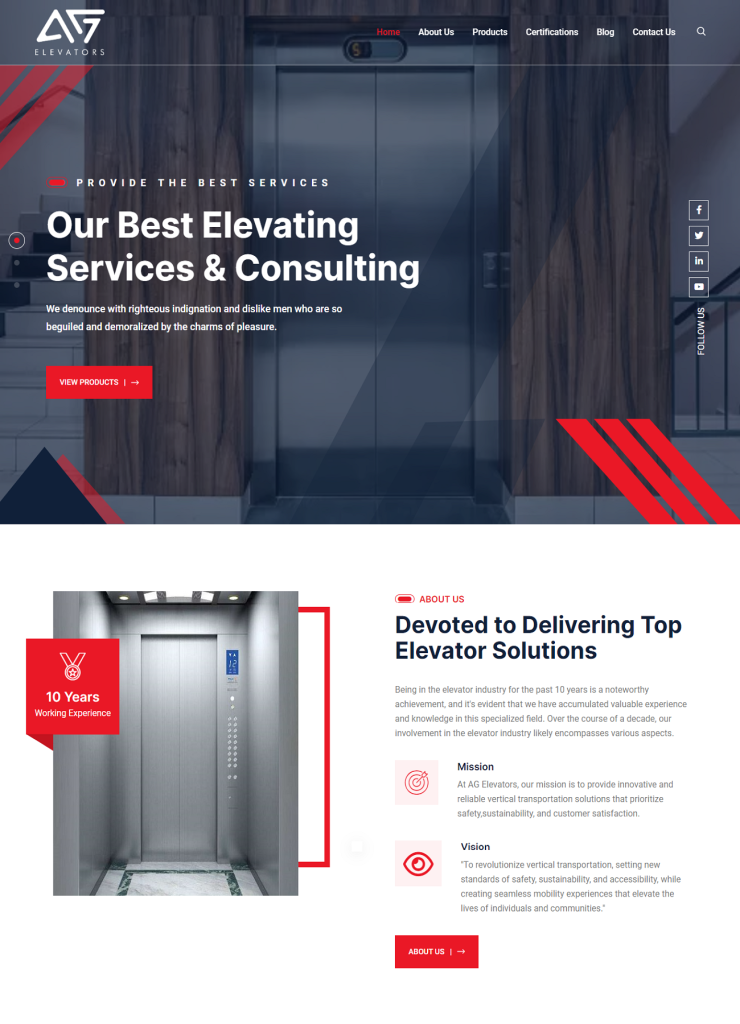 AG
ELEVATORS
Home About Us Products Certifications Blog Contact Us
PROVIDE THE BEST SERVICES
Our Best Elevating
Services & Consulting
We denounce with righteous indignation and dislike men who are so
beguiled and demoralized by the charms of pleasure.
VIEW PRODUCTS | →
FOLLOW US
10 Years
Working Experience
ABOUT US
Devoted to Delivering Top
Elevator Solutions
Being in the elevator industry for the past 10 years is a noteworthy
achievement, and it's evident that we have accumulated valuable experience
and knowledge in this specialized field. Over the course of a decade, our
involvement in the elevator industry likely encompasses various aspects.
Mission
At AG Elevators, our mission is to provide innovative and
reliable vertical transportation solutions that prioritize
safety,sustainability, and customer satisfaction.
Vision
"To revolutionize vertical transportation, setting new
standards of safety, sustainability, and accessibility, while
creating seamless mobility experiences that elevate the
lives of individuals and communities."
ABOUT US | →